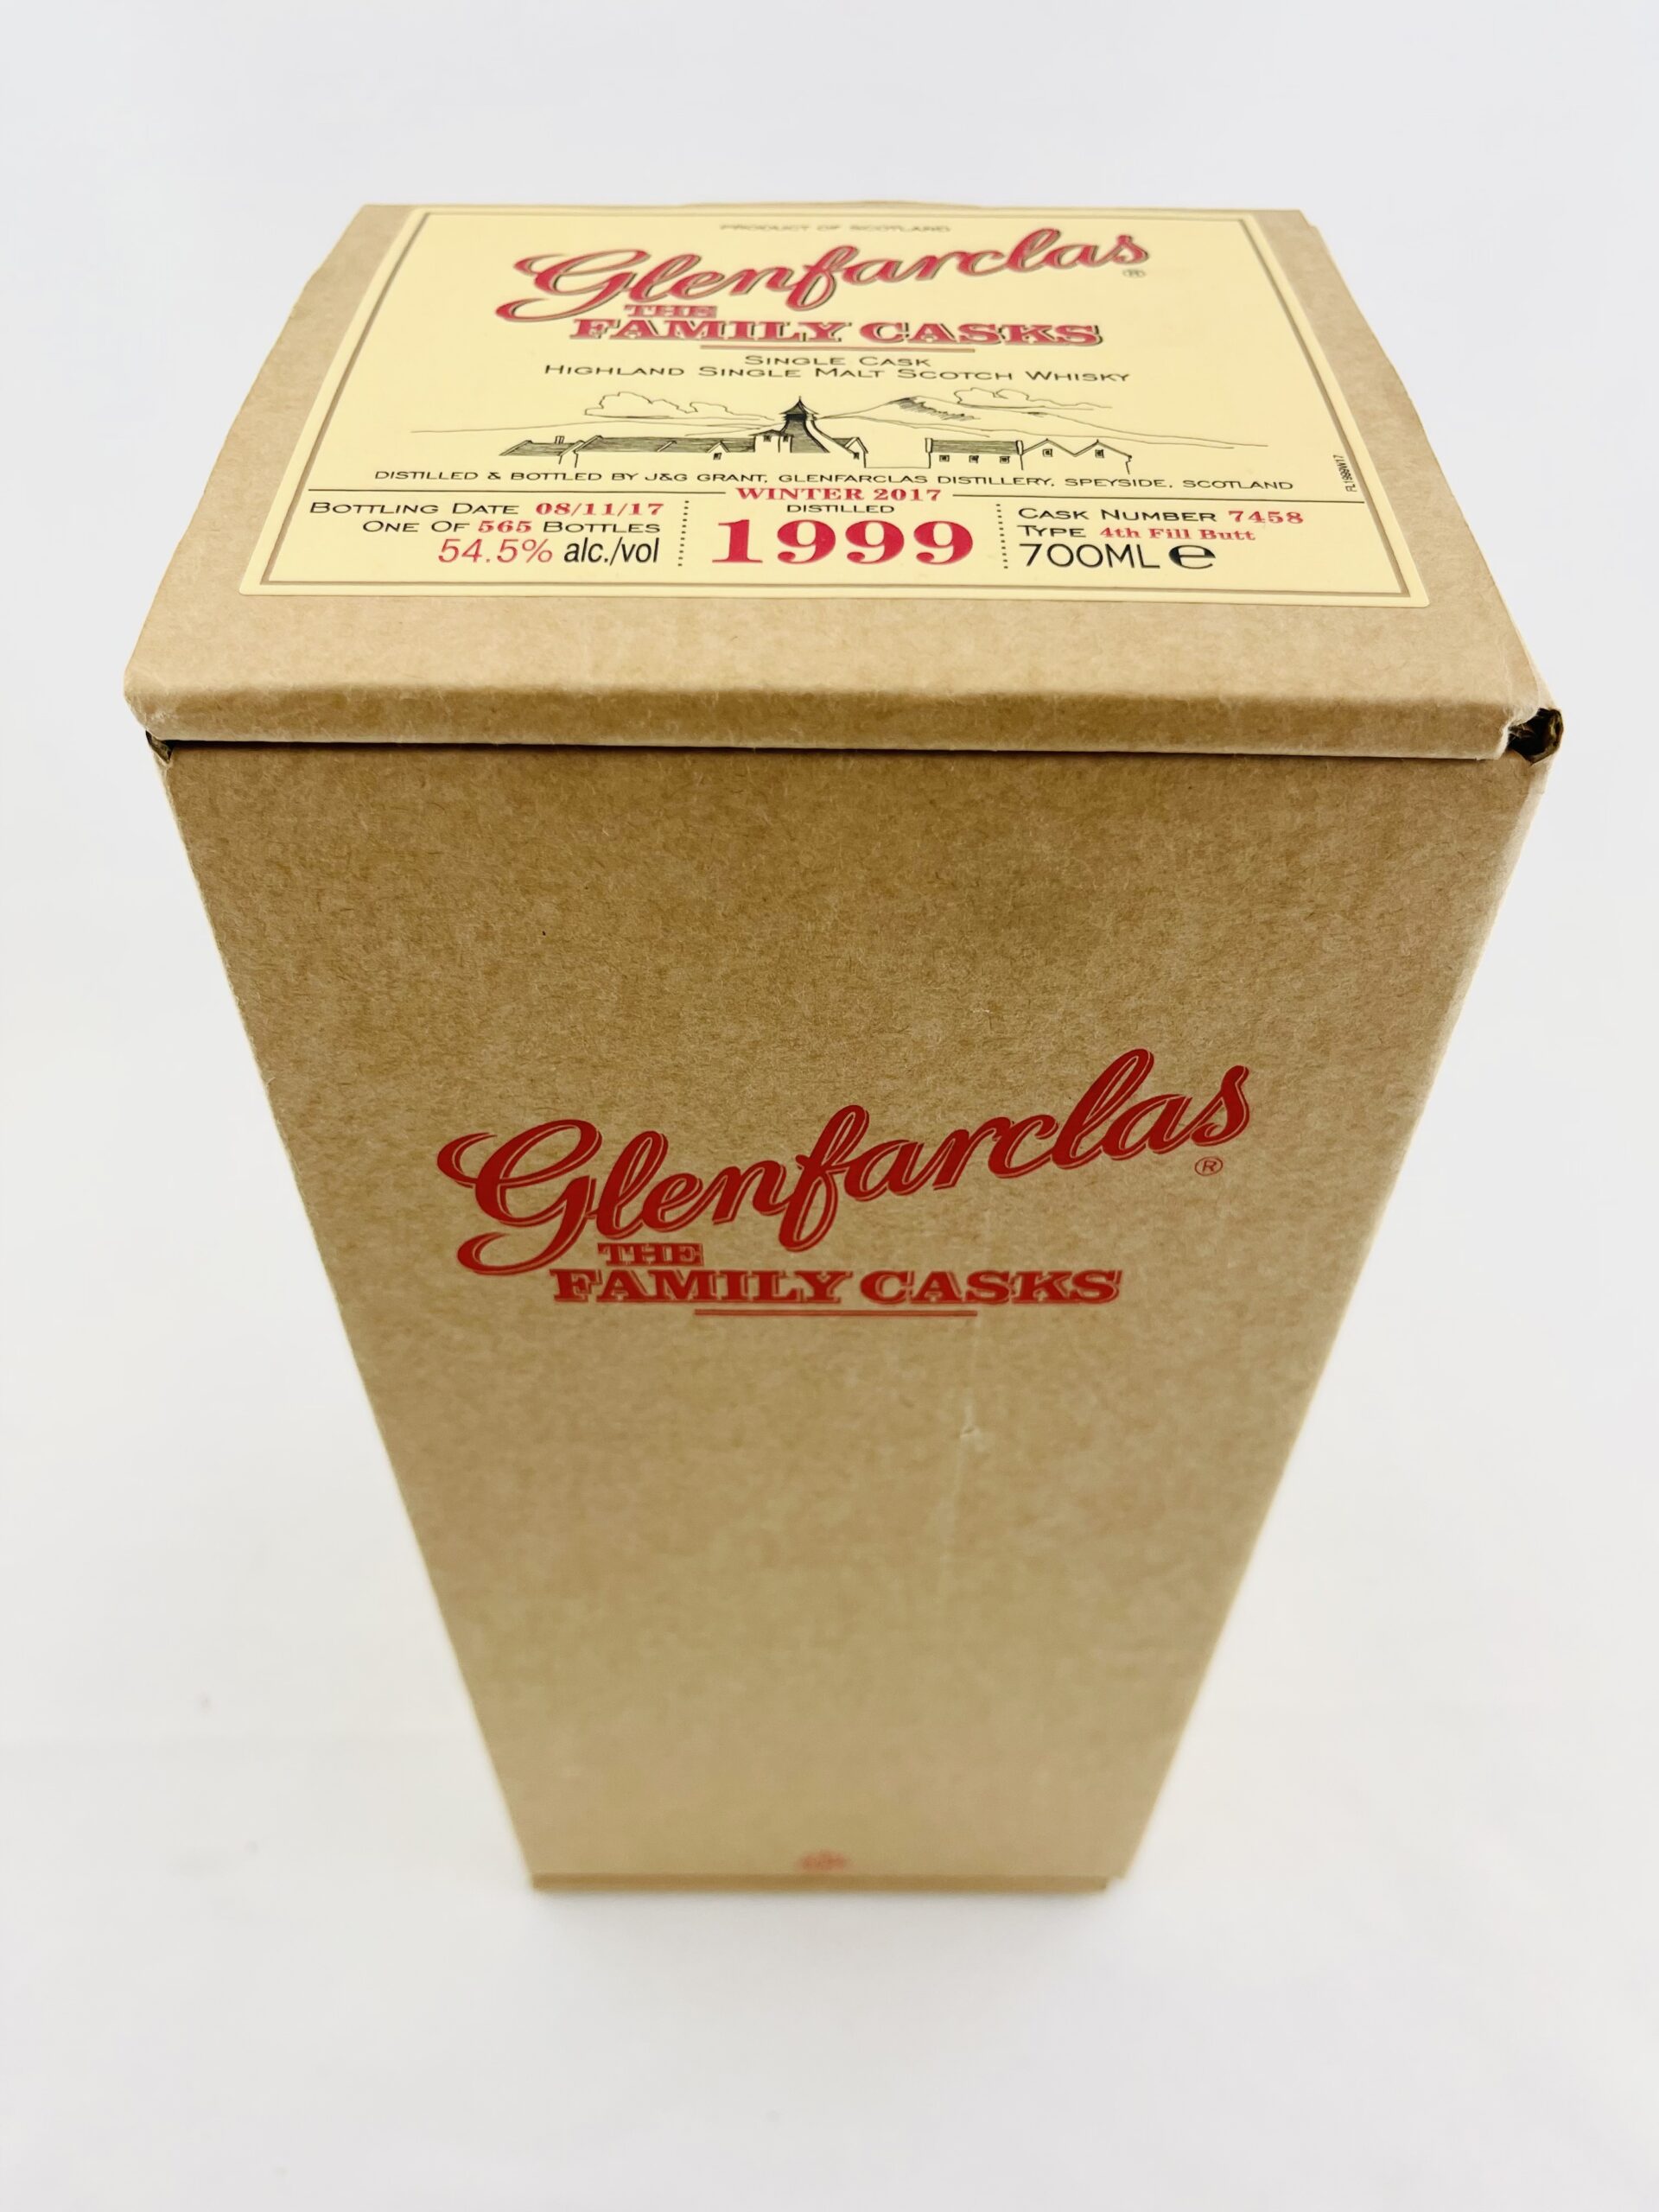 PRODUCT OF SCOTLAND
Glenfarclas®
THE
FAMILY CASKS
SINGLE CASK
HIGHLAND SINGLE MALT SCOTCH WHISKY
DISTILLED & BOTTLED BY J&G GRANT, GLENFARCLAS DISTILLERY, SPEYSIDE, SCOTLAND
FL1999W17
WINTER 2017
BOTTLING DATE 08/11/17
ONE OF 565 BOTTLES
54.5% alc./vol
DISTILLED
1999
CASK NUMBER 7458
TYPE 4th Fill Butt
700ML e
Glenfarclas®
THE
FAMILY CASKS